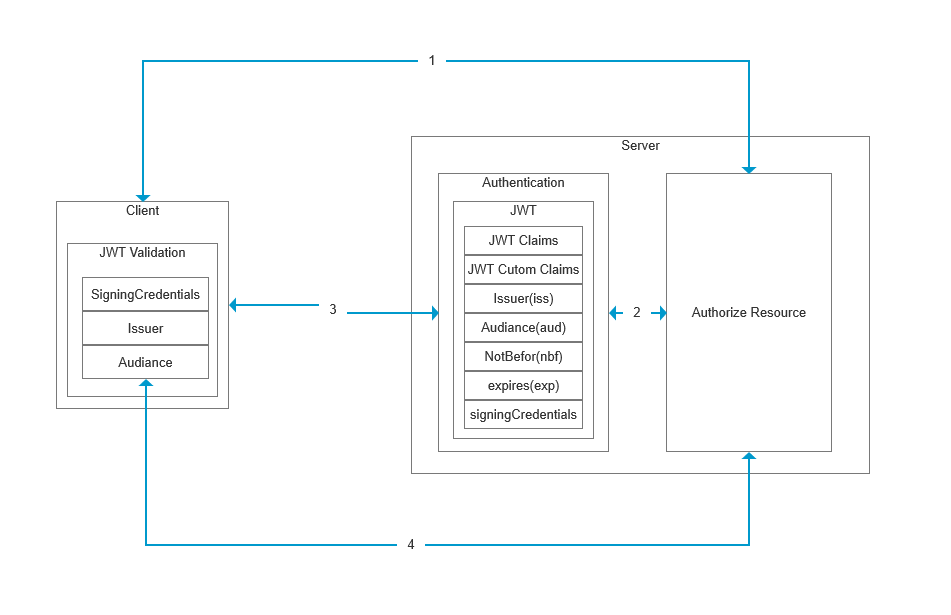 1
Server
Authentication
Client
JWT
JWT Validation
JWT Claims
JWT Cutom Claims
SigningCredentials
Issuer(iss)
Issuer
3
2
Authorize Resource
Audiance(aud)
Audiance
NotBefor(nbf)
expires(exp)
signingCredentials
4